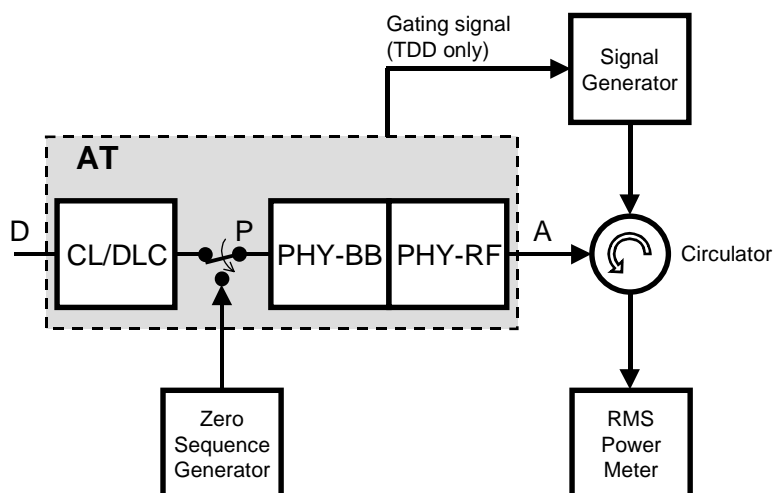 Gating signal
(TDD only)
Signal
Generator
AT
D
CL/DLC
P
PHY-BB
PHY-RF
A
Circulator
Zero
Sequence
Generator
RMS
Power
Meter